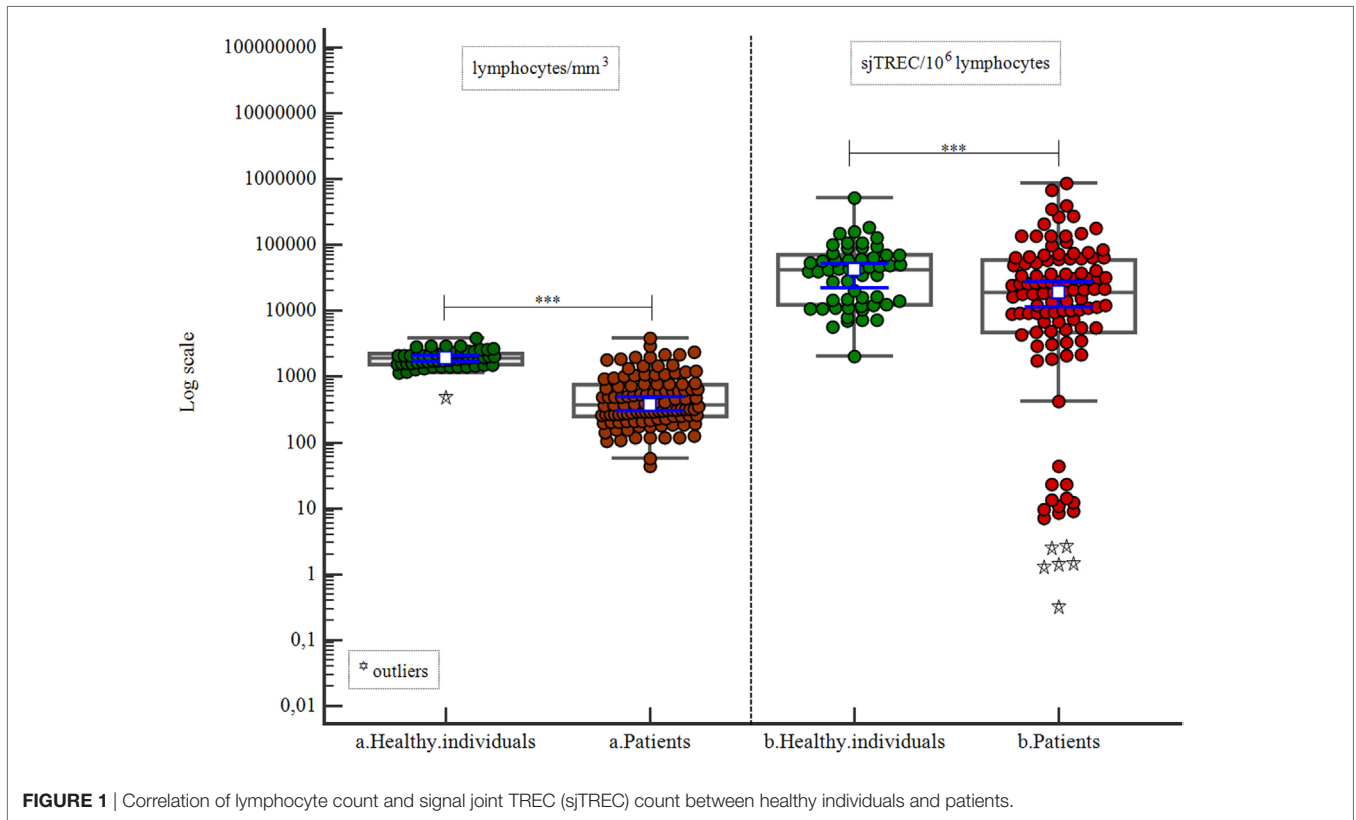 100000000
10000000
1000000
100000
10000
1000
100
10
1
0,1
0,01
Log scale
lymphocytes/mm³
sjTREC/10⁶ lymphocytes
***
***
* outliers
a.Healthy.individuals
a.Patients
b.Healthy.individuals
b.Patients
FIGURE 1 | Correlation of lymphocyte count and signal joint TREC (sjTREC) count between healthy individuals and patients.